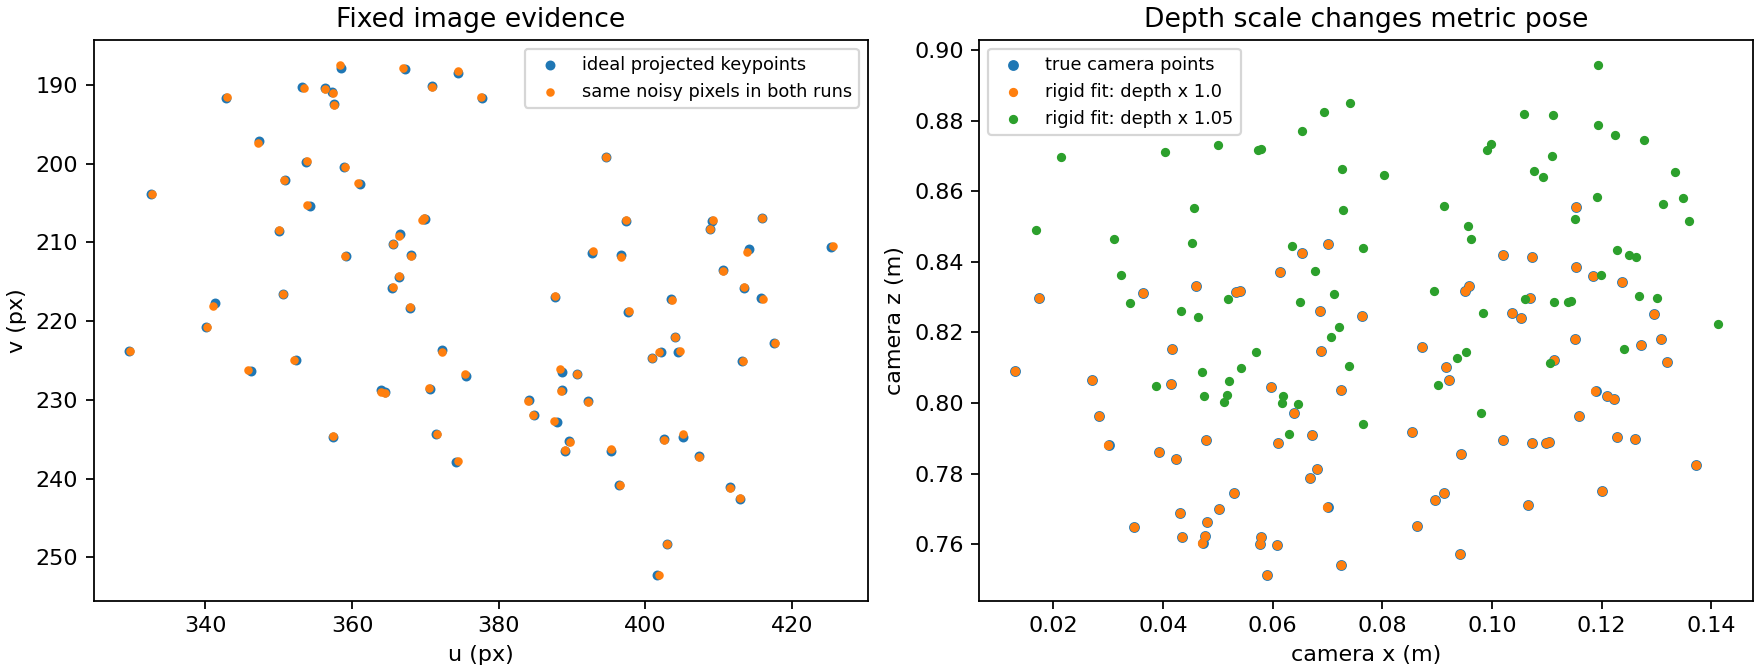 Fixed image evidence
ideal projected keypoints
same noisy pixels in both runs
190
200
210
220
230
240
250
v (px)
340
360
380
400
420
u (px)
Depth scale changes metric pose
true camera points
rigid fit: depth x 1.0
rigid fit: depth x 1.05
0.90
0.88
0.86
0.84
0.82
0.80
0.78
0.76
camera z (m)
0.02
0.04
0.06
0.08
0.10
0.12
0.14
camera x (m)